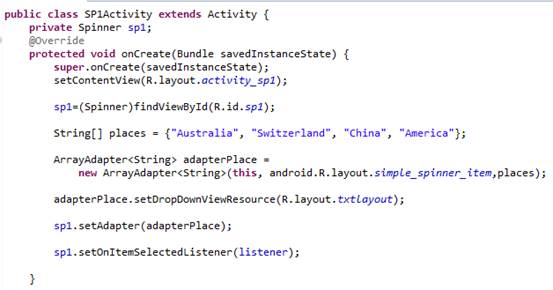 public class SP1Activity extends Activity {
    private Spinner sp1;
    @Override
    protected void onCreate(Bundle savedInstanceState) {
        super.onCreate(savedInstanceState);
        setContentView(R.layout.activity_sp1);
        sp1=(Spinner)findViewById(R.id.sp1);
        String[] places = {"Australia", "Switzerland", "China", "America"};
        ArrayAdapter<String> adapterPlace =
            new ArrayAdapter<String>(this, android.R.layout.simple_spinner_item,places);
        adapterPlace.setDropDownViewResource(R.layout.txtlayout);
        sp1.setAdapter(adapterPlace);
        sp1.setOnItemSelectedListener(listener);
    }